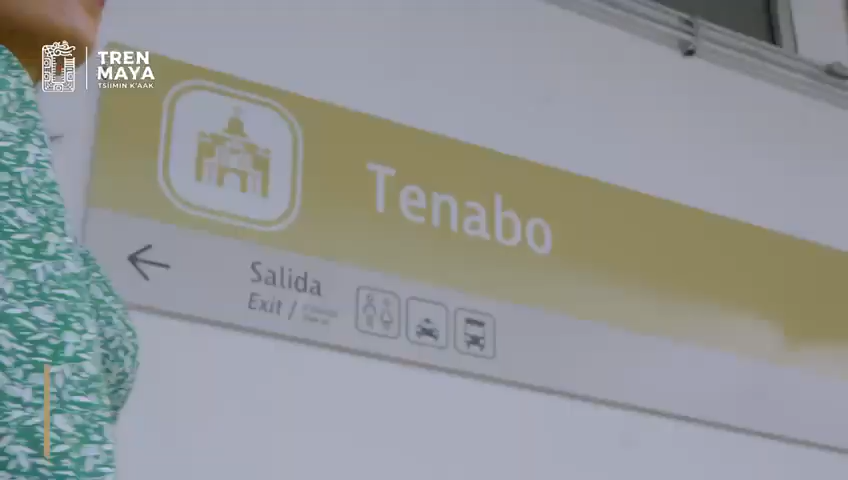 TREN
MAYA
TSIIMIN K'AAK
Tenabo
Salida
Exit /